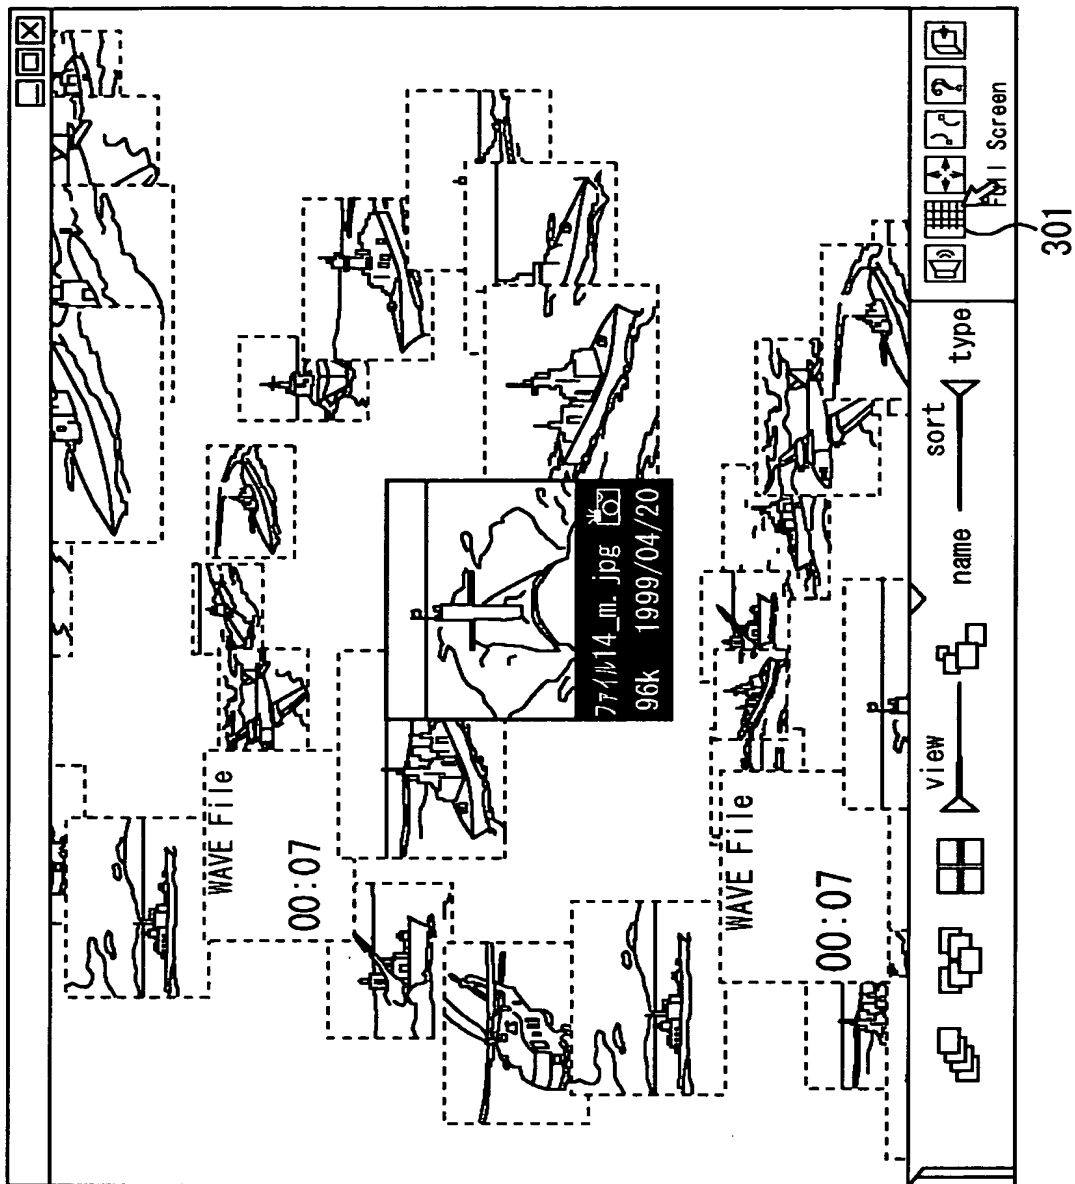 WAVE File
00:07
ファイル14_m.jpg
96k 1999/04/20
WAVE File
00:07
view
name
sort
type
Full Screen
301